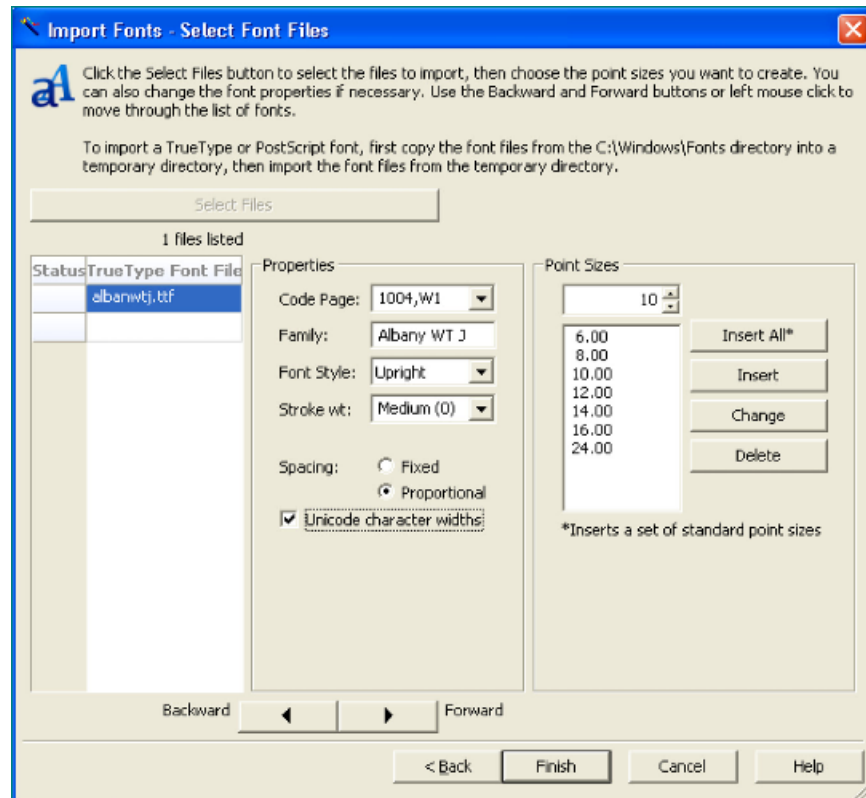 Import Fonts - Select Font Files
Click the Select Files button to select the files to import, then choose the point sizes you want to create. You
can also change the font properties if necessary. Use the Backward and Forward buttons or left mouse click to
move through the list of fonts.
To import a TrueType or PostScript font, first copy the font files from the C:\Windows\Fonts directory into a
temporary directory, then import the font files from the temporary directory.
Select Files
1 files listed
Status TrueType Font File
albanwtj.ttf
Properties
Code Page: 1004,W1
Family: Albany WT J
Font Style: Upright
Stroke wt: Medium (0)
Spacing: Fixed
Proportional
Unicode character widths
Point Sizes
10
6.00
8.00
10.00
12.00
14.00
16.00
24.00
Insert All*
Insert
Change
Delete
*Inserts a set of standard point sizes
Backward Forward
< Back Finish Cancel Help